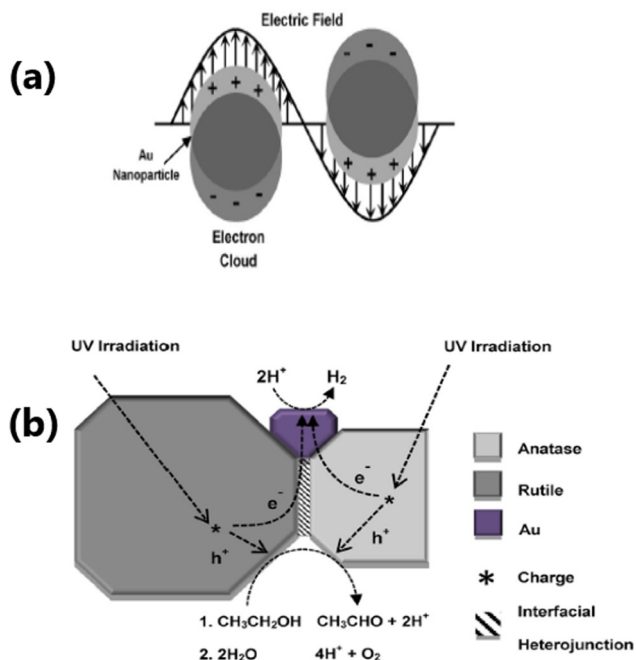 (a)
Electric Field
+ + +
- - -
Au
Nanoparticle
- - -
+ + +
Electron
Cloud
(b)
UV Irradiation
UV Irradiation
2H⁺ H₂
e⁻
e⁻
*
*
h⁺
h⁺
1. CH₃CH₂OH CH₃CHO + 2H⁺
2. 2H₂O 4H⁺ + O₂
Anatase
Rutile
Au
* Charge
Interfacial
Heterojunction